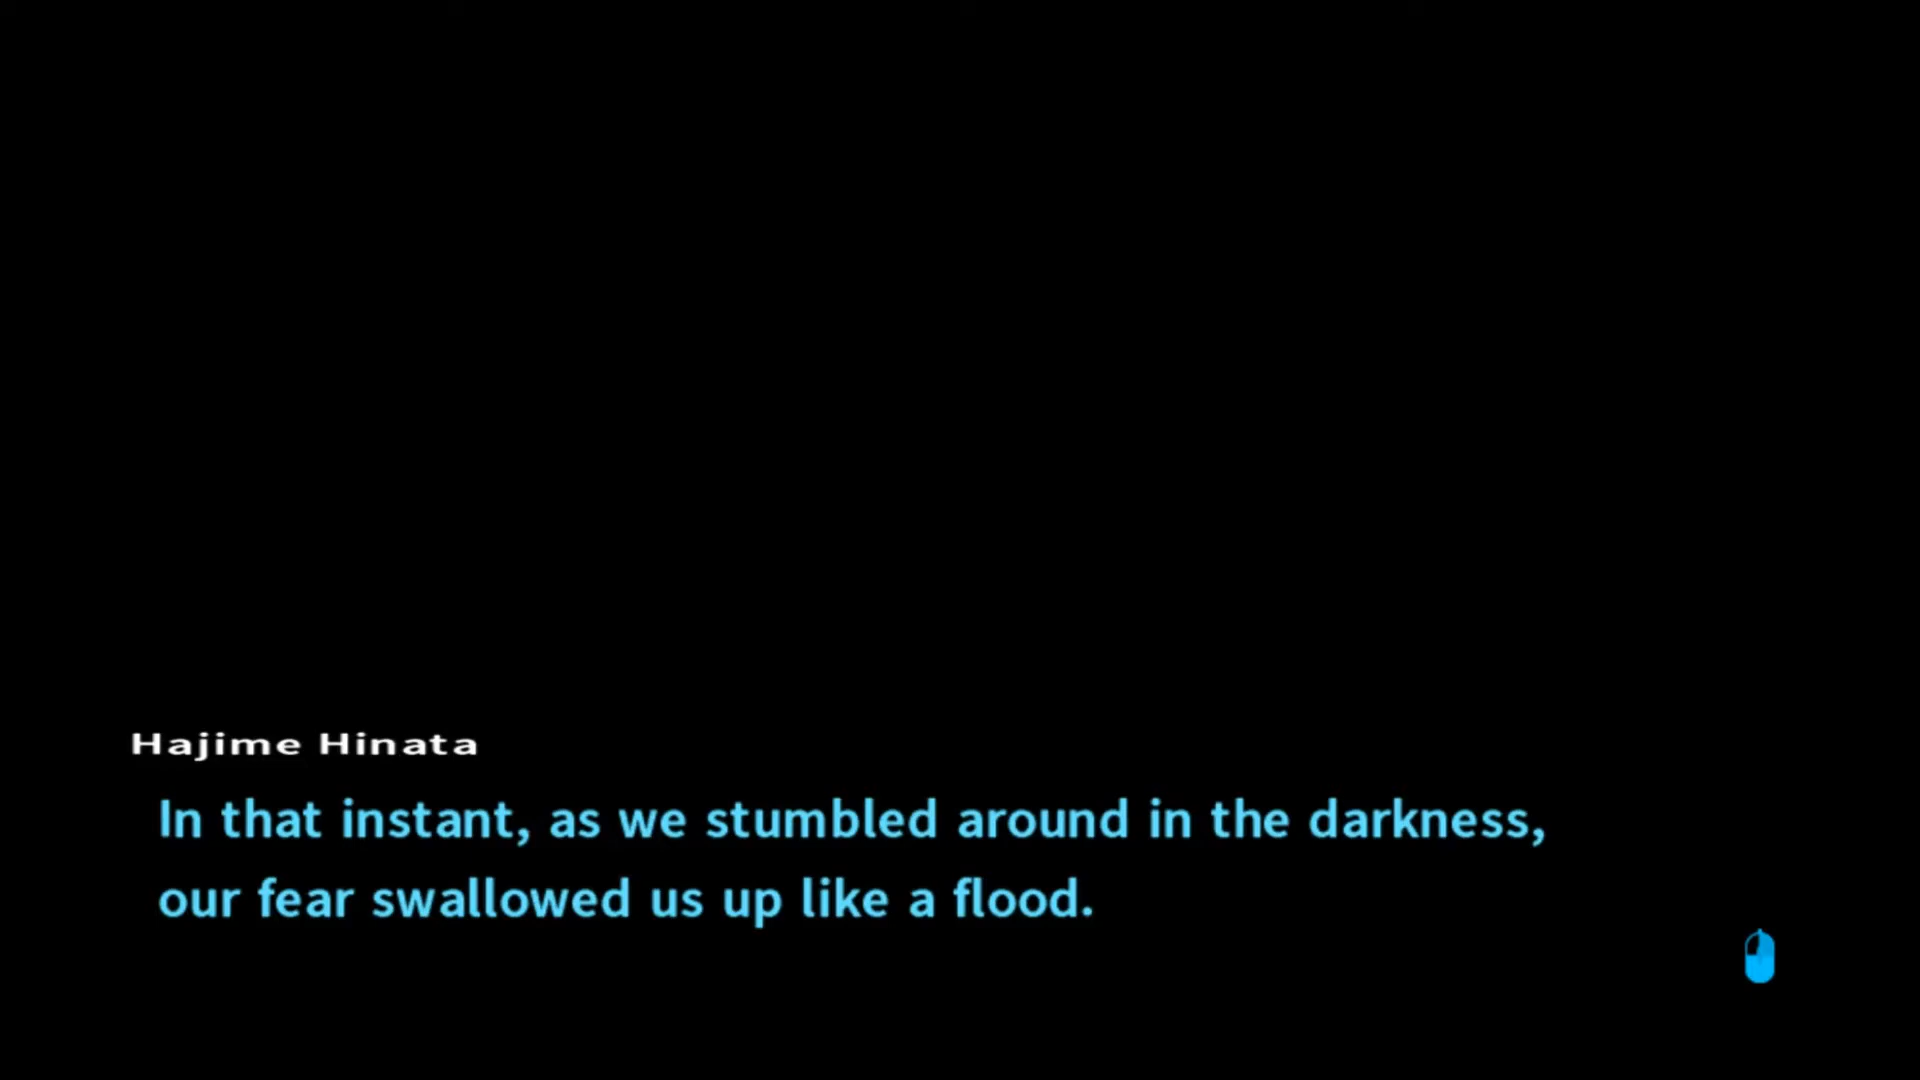 Hajime Hinata
In that instant, as we stumbled around in the darkness,
our fear swallowed us up like a flood.